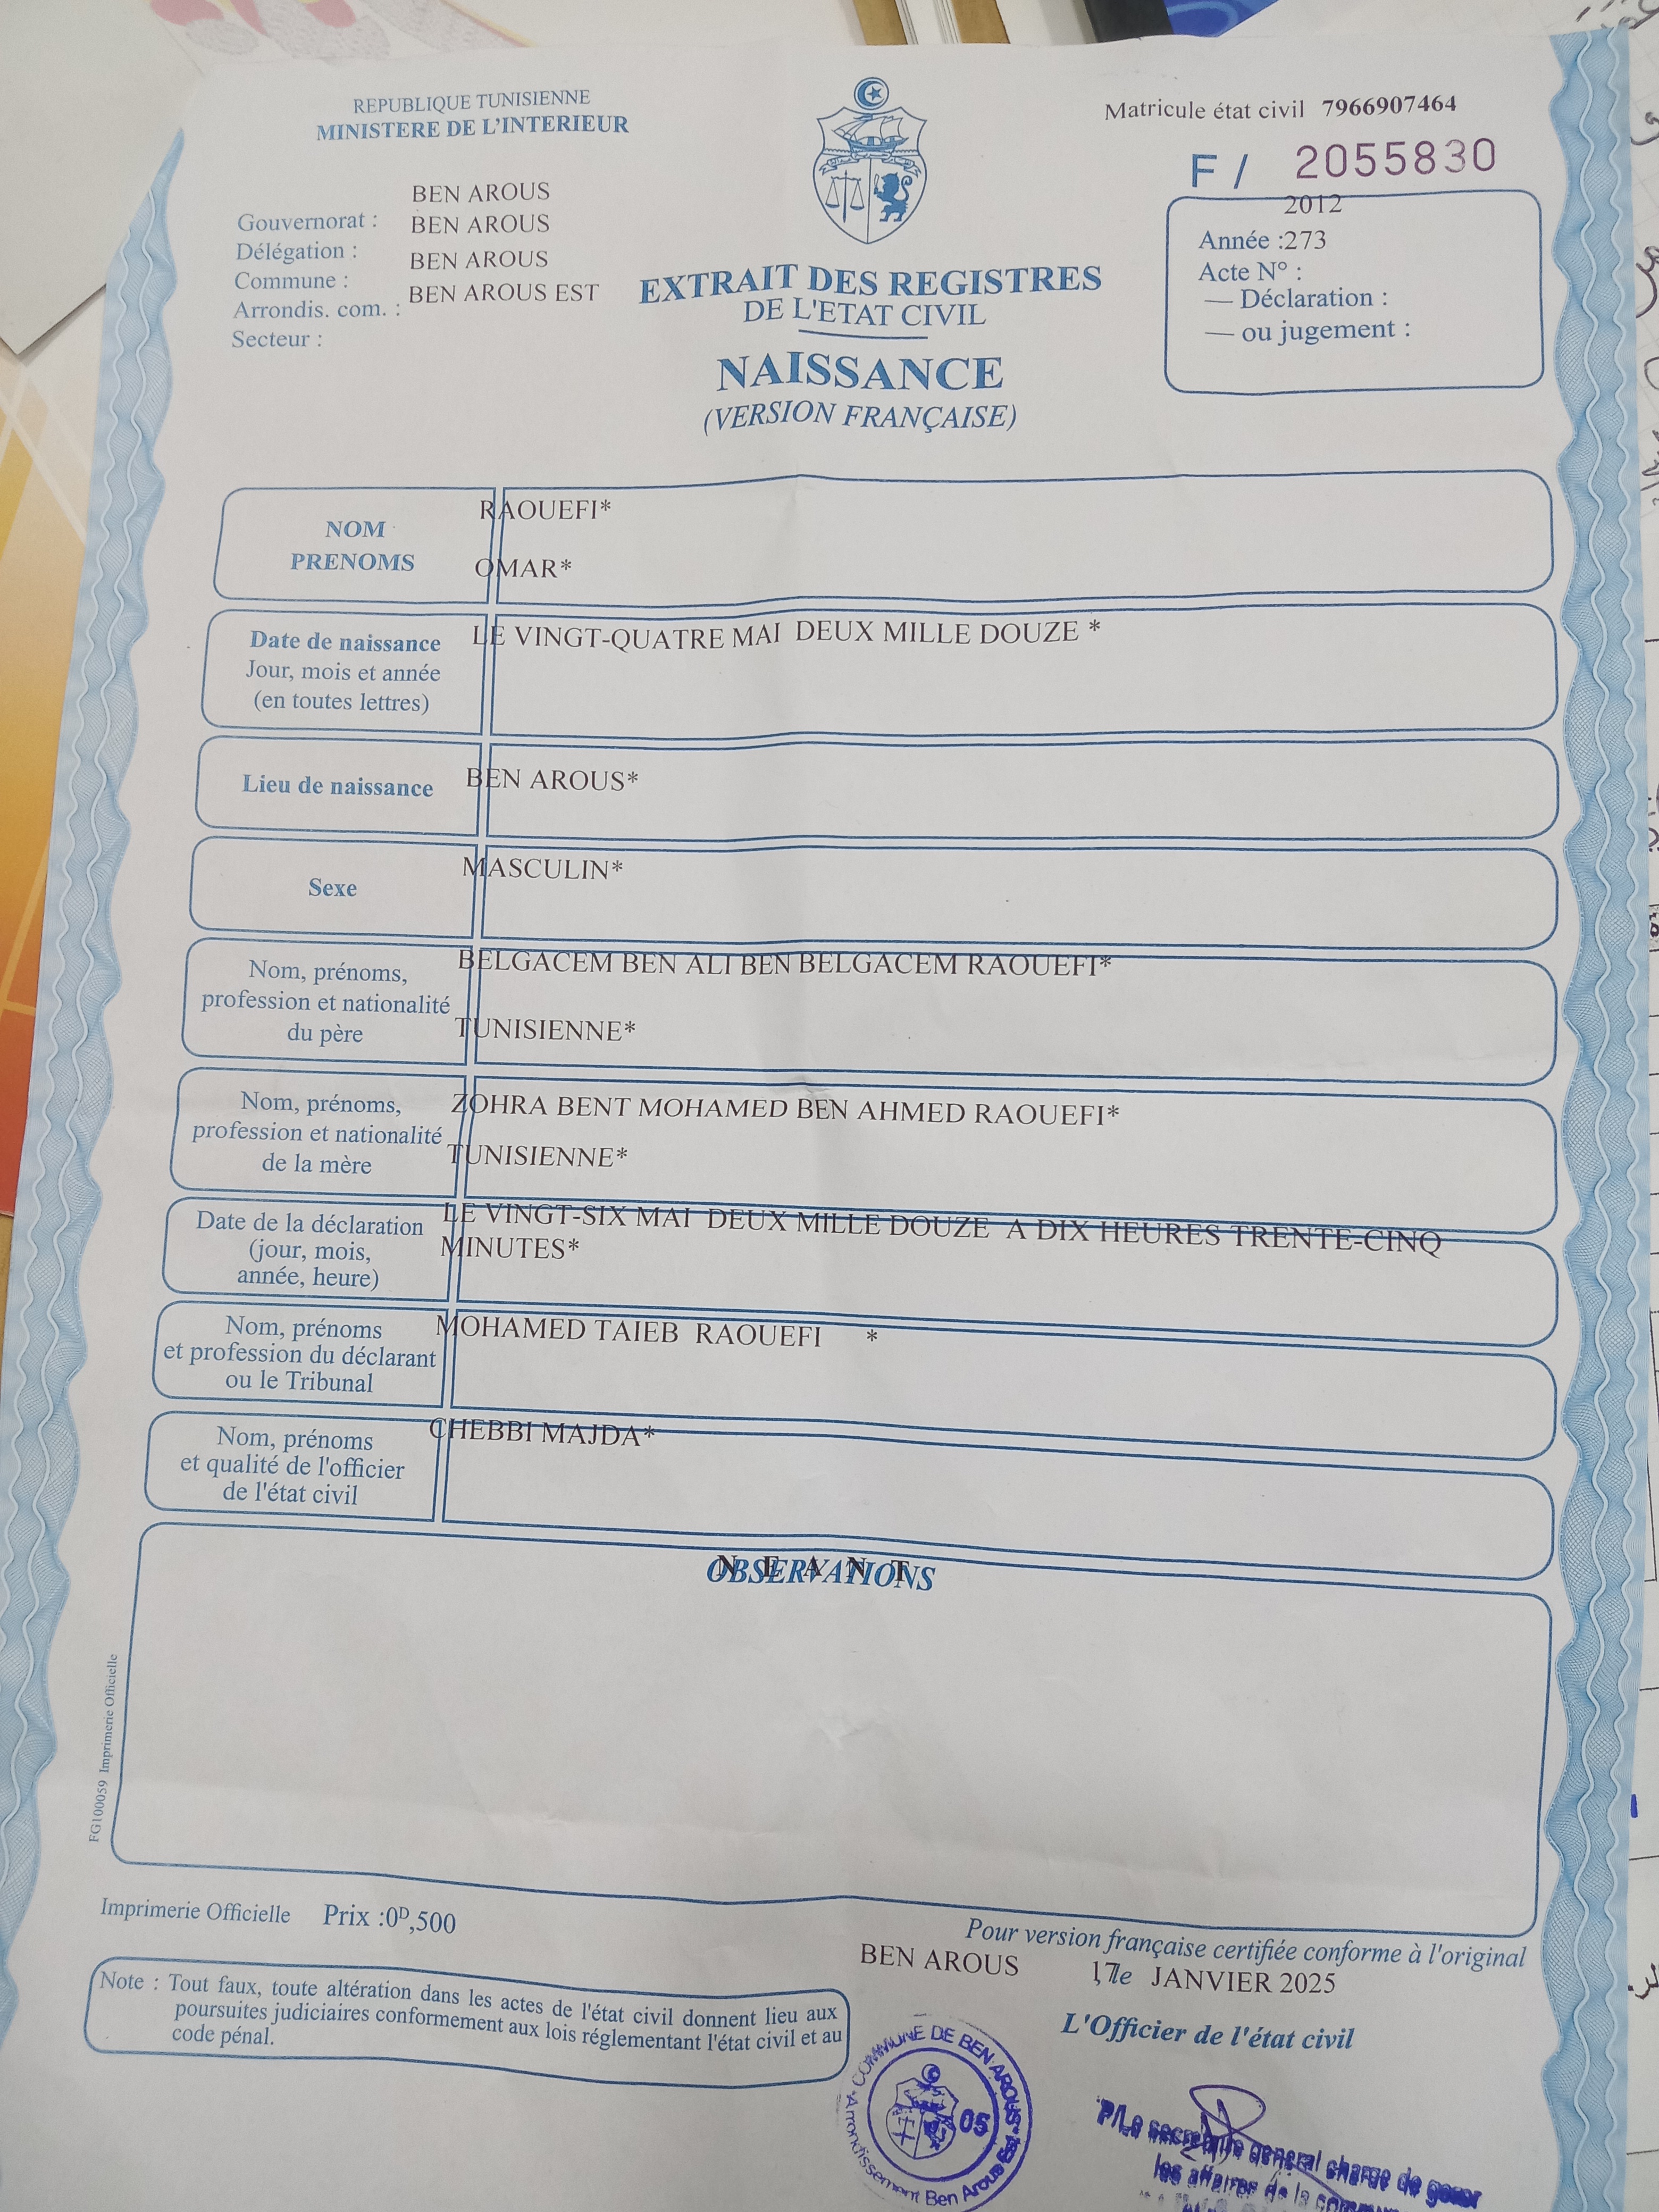 REPUBLIQUE TUNISIENNE
MINISTERE DE L'INTERIEUR
Matricule état civil 7966907464
F / 2055830
BEN AROUS
Gouvernorat : BEN AROUS
Délégation : BEN AROUS
Commune : BEN AROUS EST
Arrondis. com. :
Secteur :
2012
Année :273
Acte N° :
— Déclaration :
— ou jugement :
EXTRAIT DES REGISTRES
DE L'ETAT CIVIL
NAISSANCE
(VERSION FRANÇAISE)
NOM
PRENOMS
RAOUEFI*
OMAR*
Date de naissance
Jour, mois et année
(en toutes lettres)
LE VINGT-QUATRE MAI DEUX MILLE DOUZE *
Lieu de naissance
BEN AROUS*
Sexe
MASCULIN*
Nom, prénoms,
profession et nationalité
du père
BELGACEM BEN ALI BEN BELGACEM RAOUEFI*
TUNISIENNE*
Nom, prénoms,
profession et nationalité
de la mère
ZOHRA BENT MOHAMED BEN AHMED RAOUEFI*
TUNISIENNE*
Date de la déclaration
(jour, mois,
année, heure)
LE VINGT-SIX MAI DEUX MILLE DOUZE A DIX HEURES TRENTE-CINQ
MINUTES*
Nom, prénoms
et profession du déclarant
ou le Tribunal
MOHAMED TAIEB RAOUEFI *
Nom, prénoms
et qualité de l'officier
de l'état civil
CHEBBI MAJDA*
OBSERVATIONS
N E A N T
FG100059 Imprimerie Officielle
Imprimerie Officielle Prix :0ᴰ,500
Pour version française certifiée conforme à l'original
BEN AROUS 17 le JANVIER 2025
L'Officier de l'état civil
Note : Tout faux, toute altération dans les actes de l'état civil donnent lieu aux
poursuites judiciaires conformement aux lois réglementant l'état civil et au
code pénal.
COMMUNE DE BEN AROUS
05
Arrondissement Ben Arous Est
P/Le secretaire general charge de gerer
les affaires de la commune